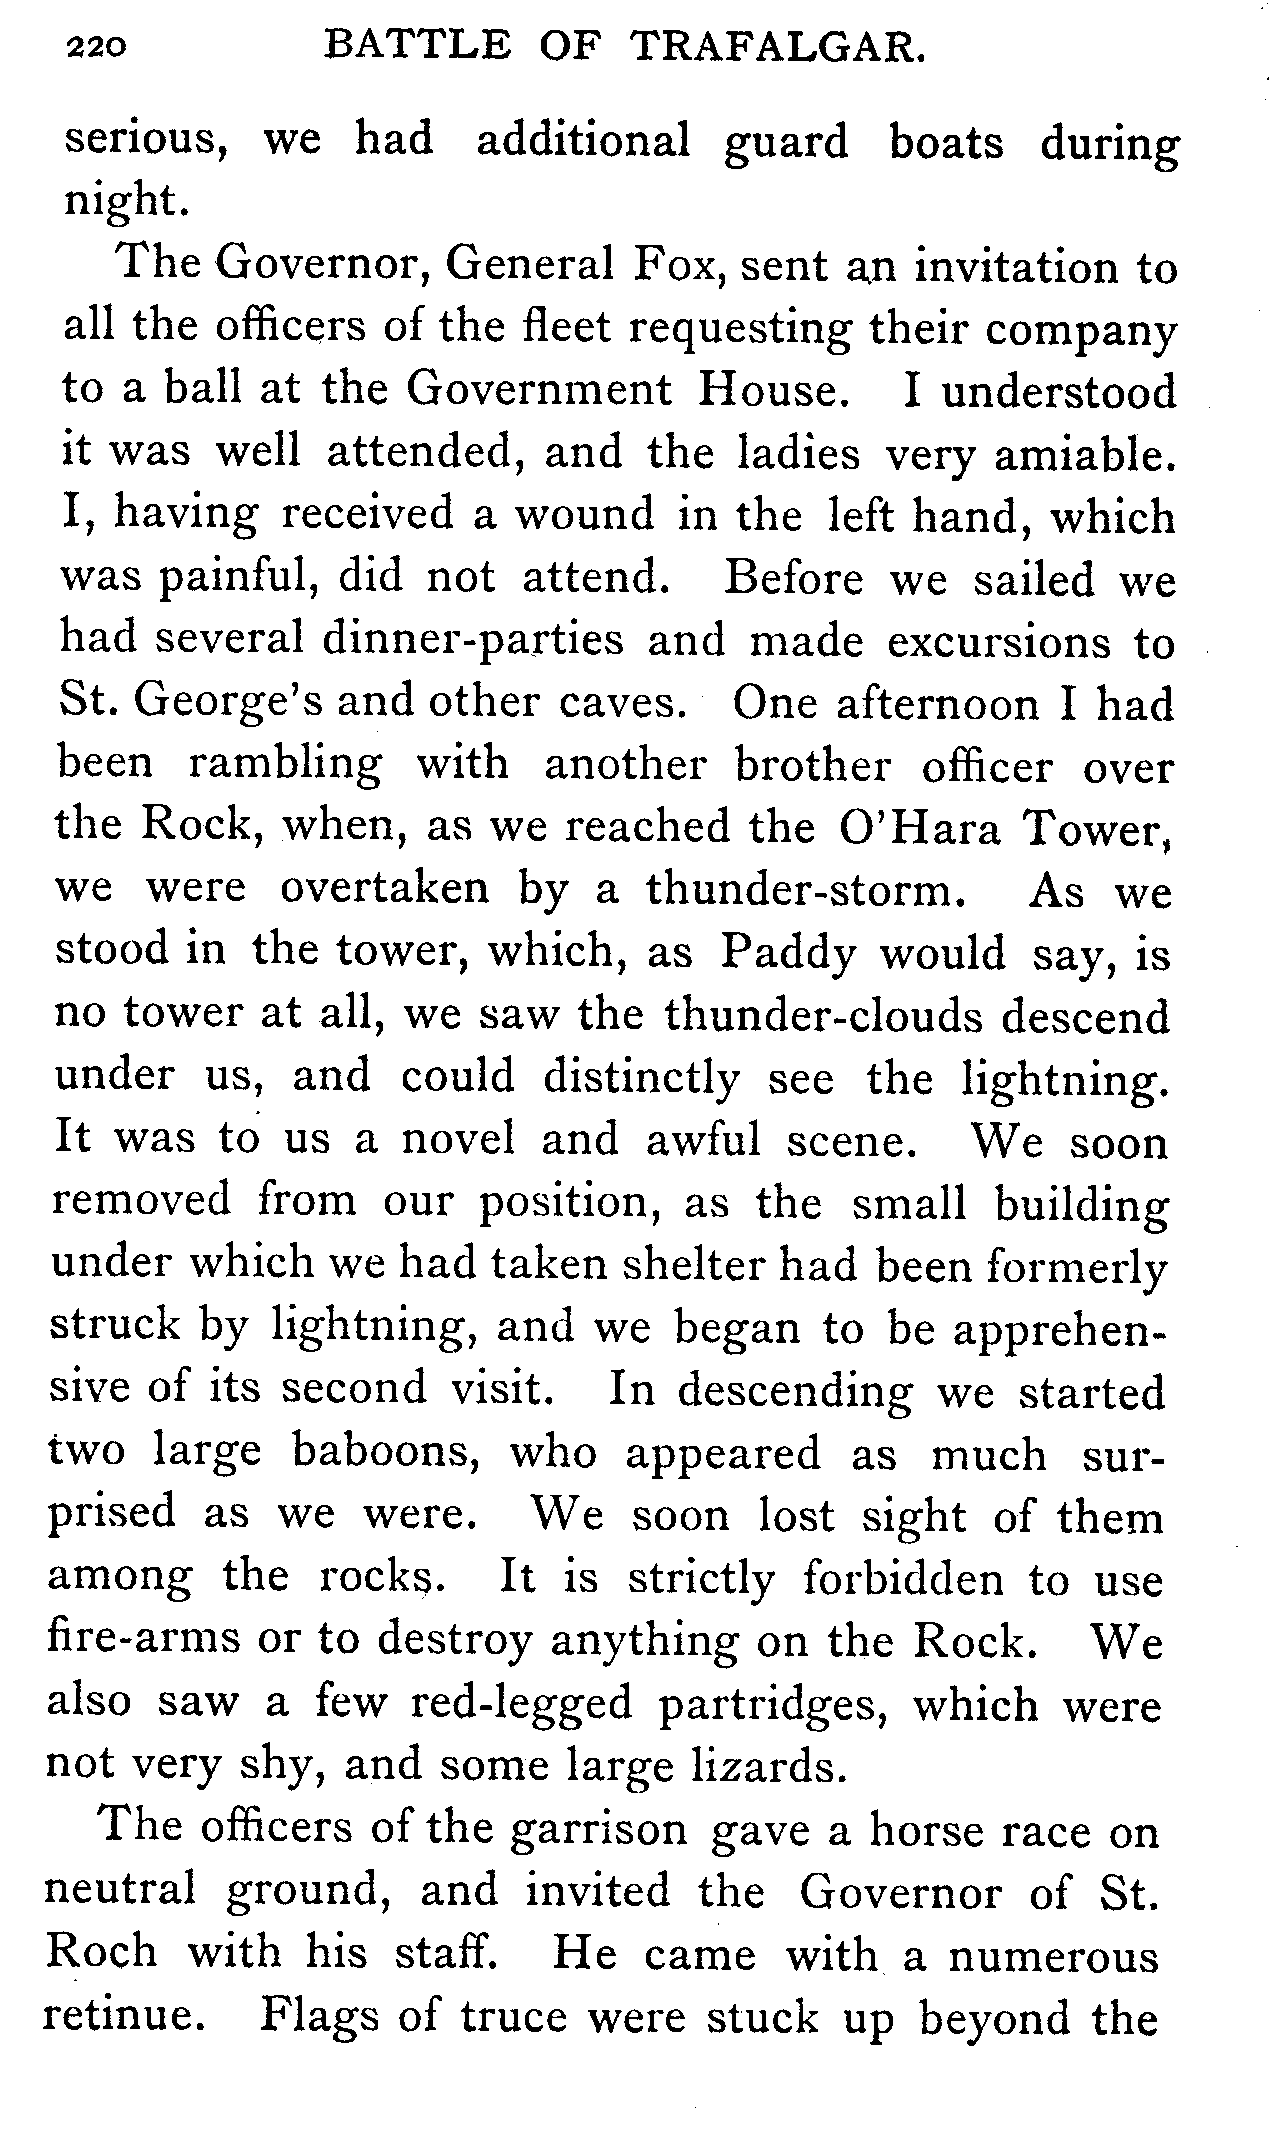 220 BATTLE OF TRAFALGAR.
serious, we had additional guard boats during
night.
The Governor, General Fox, sent an invitation to
all the officers of the fleet requesting their company
to a ball at the Government House. I understood
it was well attended, and the ladies very amiable.
I, having received a wound in the left hand, which
was painful, did not attend. Before we sailed we
had several dinner-parties and made excursions to
St. George's and other caves. One afternoon I had
been rambling with another brother officer over
the Rock, when, as we reached the O'Hara Tower,
we were overtaken by a thunder-storm. As we
stood in the tower, which, as Paddy would say, is
no tower at all, we saw the thunder-clouds descend
under us, and could distinctly see the lightning.
It was to us a novel and awful scene. We soon
removed from our position, as the small building
under which we had taken shelter had been formerly
struck by lightning, and we began to be apprehen-
sive of its second visit. In descending we started
two large baboons, who appeared as much sur-
prised as we were. We soon lost sight of them
among the rocks. It is strictly forbidden to use
fire-arms or to destroy anything on the Rock. We
also saw a few red-legged partridges, which were
not very shy, and some large lizards.
The officers of the garrison gave a horse race on
neutral ground, and invited the Governor of St.
Roch with his staff. He came with a numerous
retinue. Flags of truce were stuck up beyond the